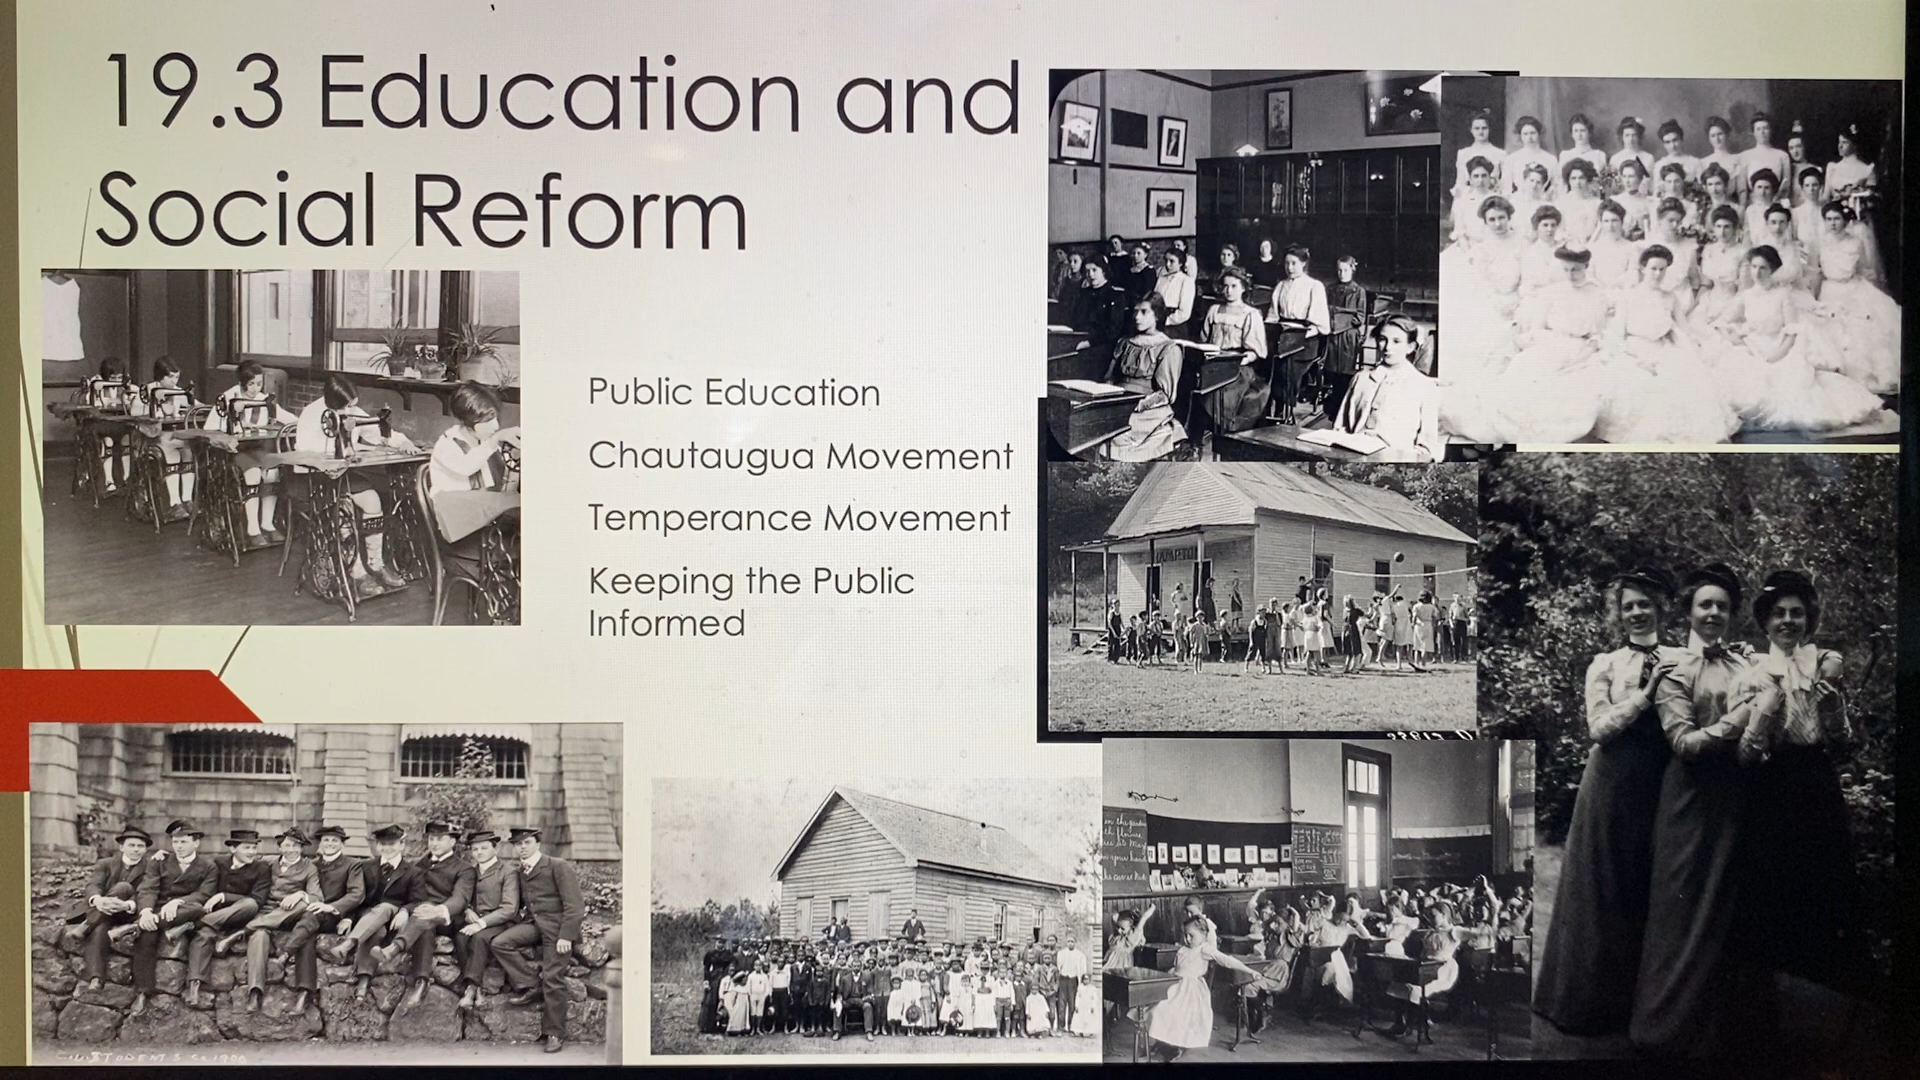 19.3 Education and
Social Reform
Public Education
Chautaugua Movement
Temperance Movement
Keeping the Public
Informed